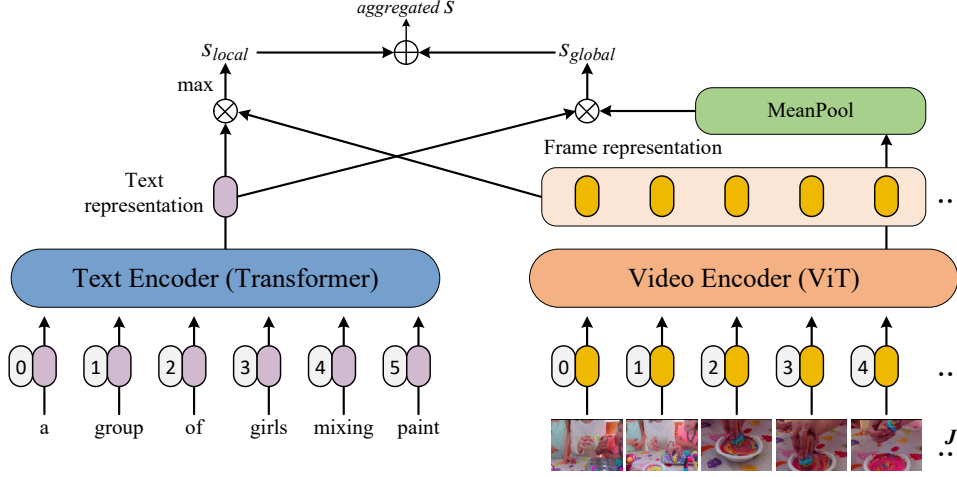 aggregated S
S_local
S_global
max
MeanPool
Frame representation
Text
representation
..
Text Encoder (Transformer)
Video Encoder (ViT)
0 1 2 3 4 5
0 1 2 3 4
..
a group of girls mixing paint
J
..